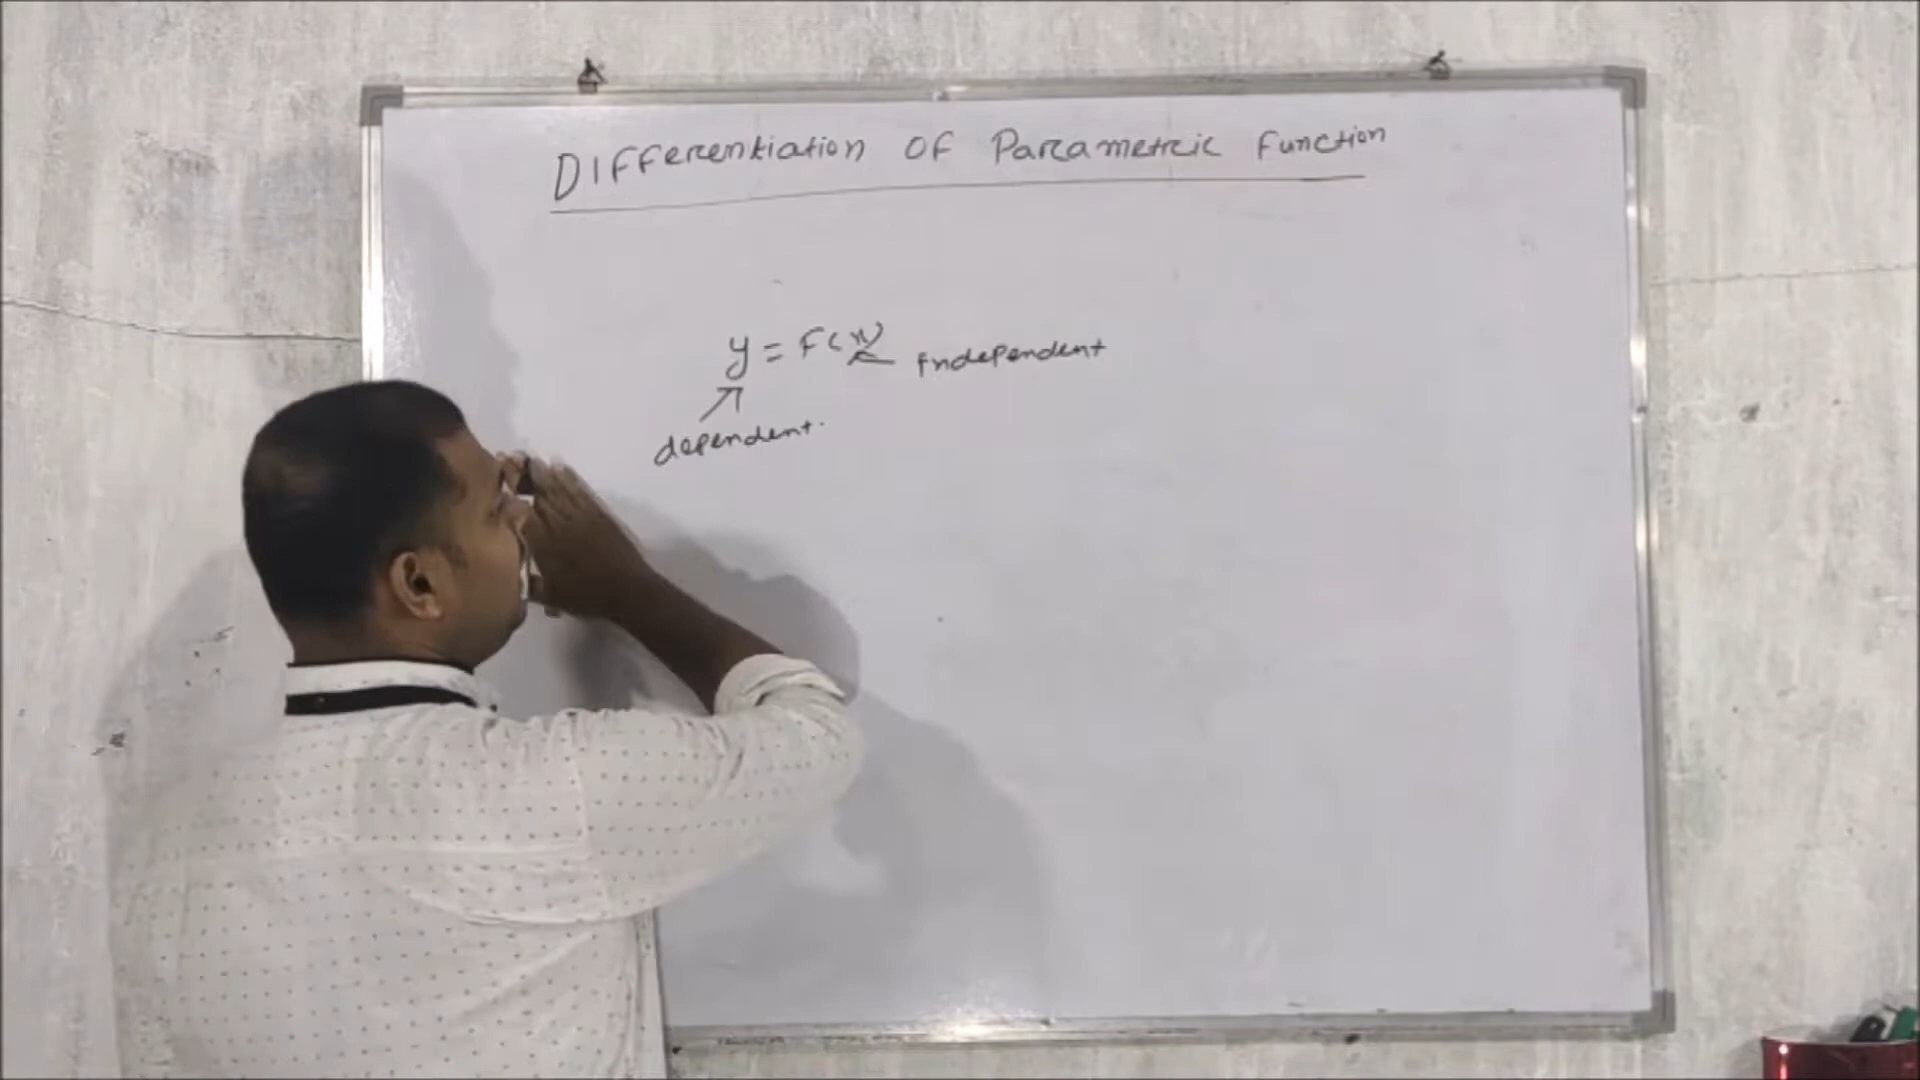 Differentiation of Parametric Function
y = F(x) independent
dependent.